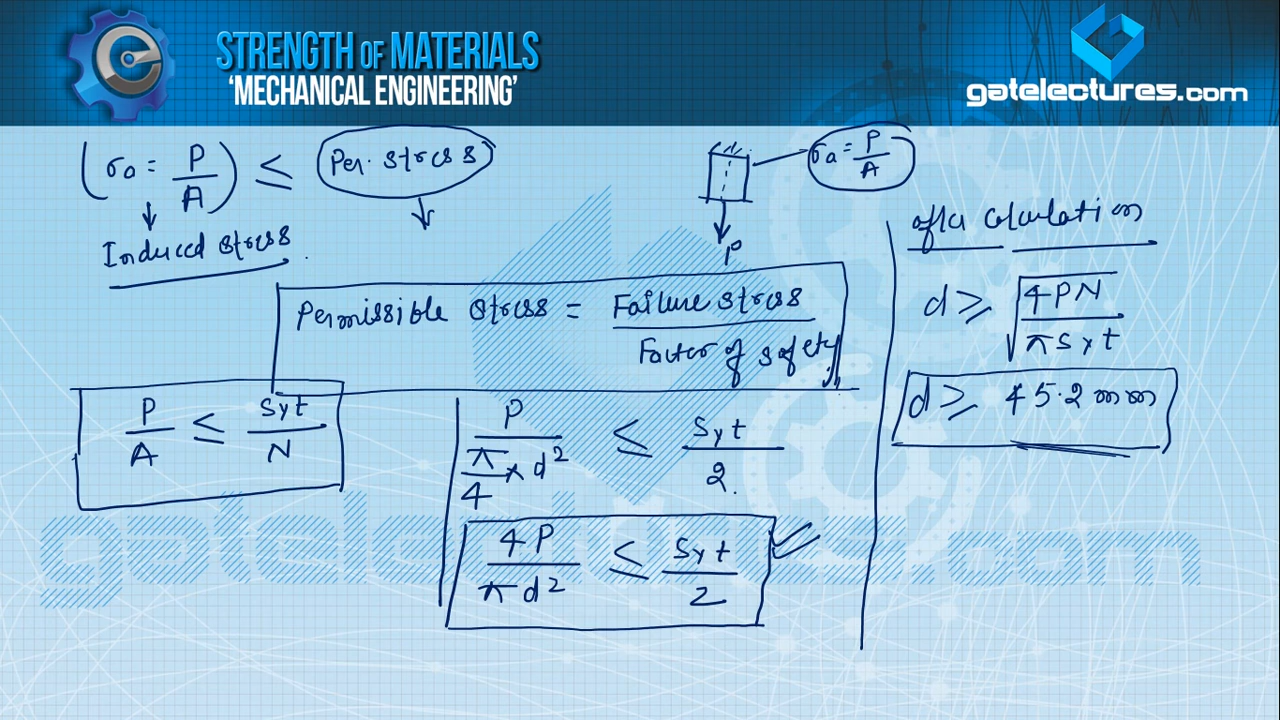 STRENGTH OF MATERIALS
'MECHANICAL ENGINEERING'
gatelectures.com
(σa = P/A) ≤ Per. stress
Induced stress.
σa = P/A
P
Permissible stress = Failure stress / Factor of safety
P/A ≤ Syt/N
P / (π/4 × d²) ≤ Syt/2.
4P/πd² ≤ Syt/2
after calculation
d ≥ √(4PN/πSyt)
d ≥ 45.2 mm
gatelectures.com